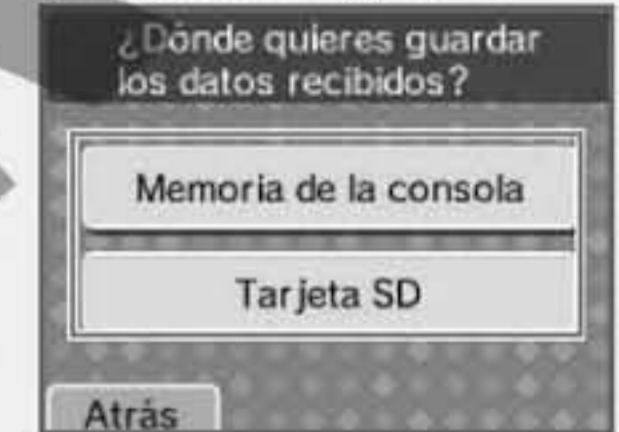 ¿Dónde quieres guardar
los datos recibidos?
Memoria de la consola
Tarjeta SD
Atrás